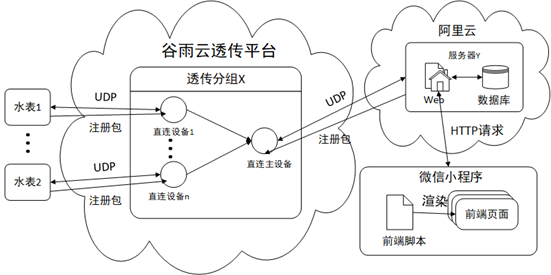 谷雨云透传平台
透传分组X
水表1
UDP
注册包
直连设备1
水表2
UDP
注册包
直连设备n
直连主设备
UDP
注册包
阿里云
服务器Y
Web
数据库
HTTP请求
微信小程序
渲染
前端脚本
前端页面